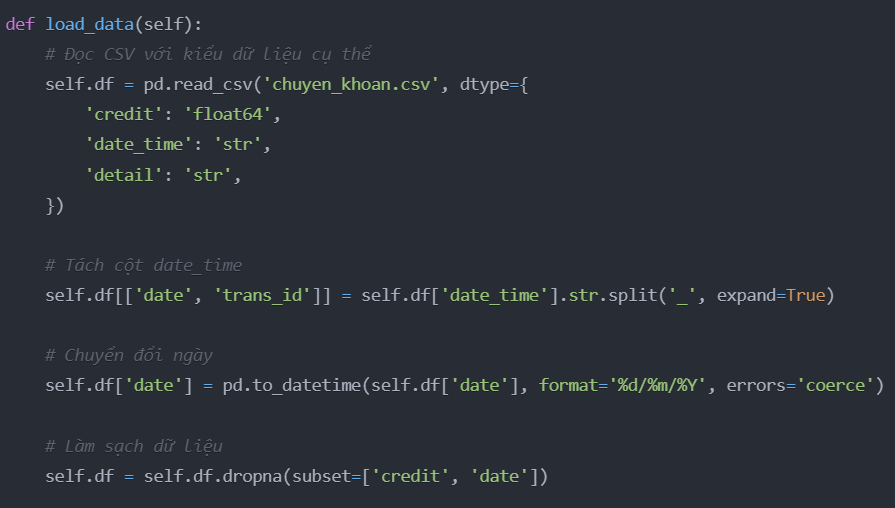 def load_data(self):
    # Đọc CSV với kiểu dữ liệu cụ thể
    self.df = pd.read_csv('chuyen_khoan.csv', dtype={
        'credit': 'float64',
        'date_time': 'str',
        'detail': 'str',
    })

    # Tách cột date_time
    self.df[['date', 'trans_id']] = self.df['date_time'].str.split('_', expand=True)

    # Chuyển đổi ngày
    self.df['date'] = pd.to_datetime(self.df['date'], format='%d/%m/%Y', errors='coerce')

    # Làm sạch dữ liệu
    self.df = self.df.dropna(subset=['credit', 'date'])